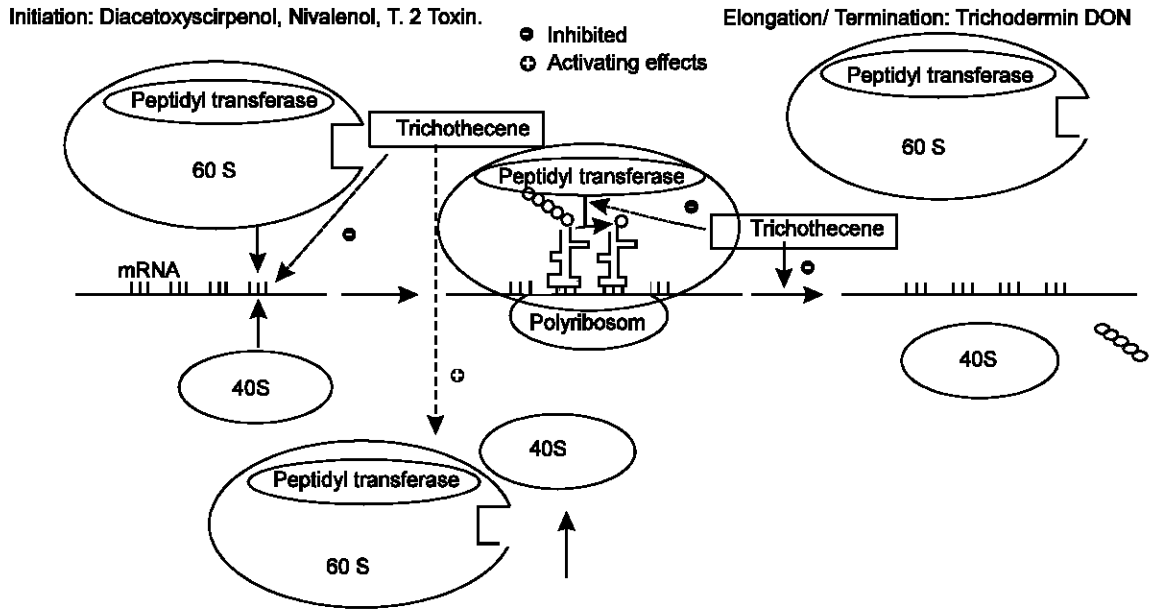 Initiation: Diacetoxyscirpenol, Nivalenol, T. 2 Toxin.
Elongation/ Termination: Trichodermin DON
⊖ Inhibited
⊕ Activating effects
Peptidyl transferase
60 S
Trichothecene
⊖
mRNA
40S
Peptidyl transferase
⊖
Polyribosom
Trichothecene
⊖
Peptidyl transferase
60 S
40S
⊕
Peptidyl transferase
60 S
40S